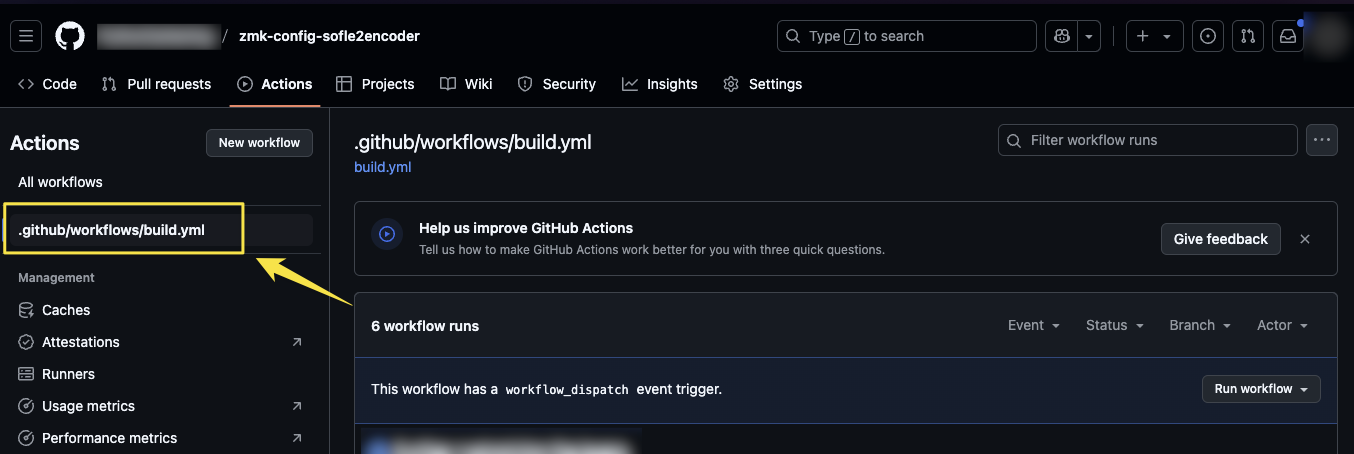 / zmk-config-sofle2encoder
Type / to search
Code Pull requests Actions Projects Wiki Security Insights Settings
Actions
New workflow
All workflows
.github/workflows/build.yml
Management
Caches
Attestations
Runners
Usage metrics
Performance metrics
.github/workflows/build.yml
build.yml
Filter workflow runs
Help us improve GitHub Actions
Tell us how to make GitHub Actions work better for you with three quick questions.
Give feedback
6 workflow runs
Event Status Branch Actor
This workflow has a workflow_dispatch event trigger.
Run workflow